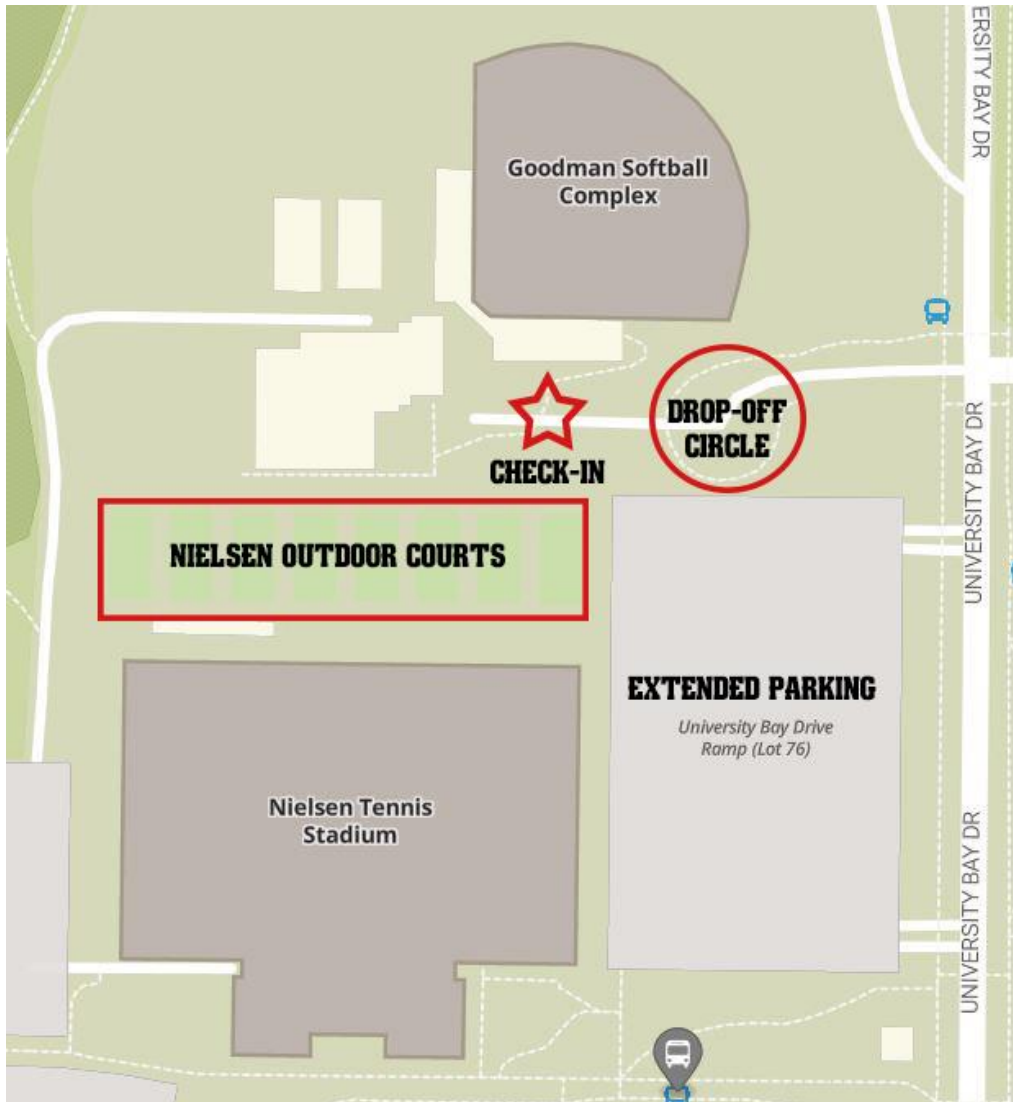 ERSITY BAY DR
Goodman Softball
Complex
DROP-OFF
CIRCLE
CHECK-IN
UNIVERSITY BAY DR
NIELSEN OUTDOOR COURTS
EXTENDED PARKING
University Bay Drive
Ramp (Lot 76)
Nielsen Tennis
Stadium
UNIVERSITY BAY DR